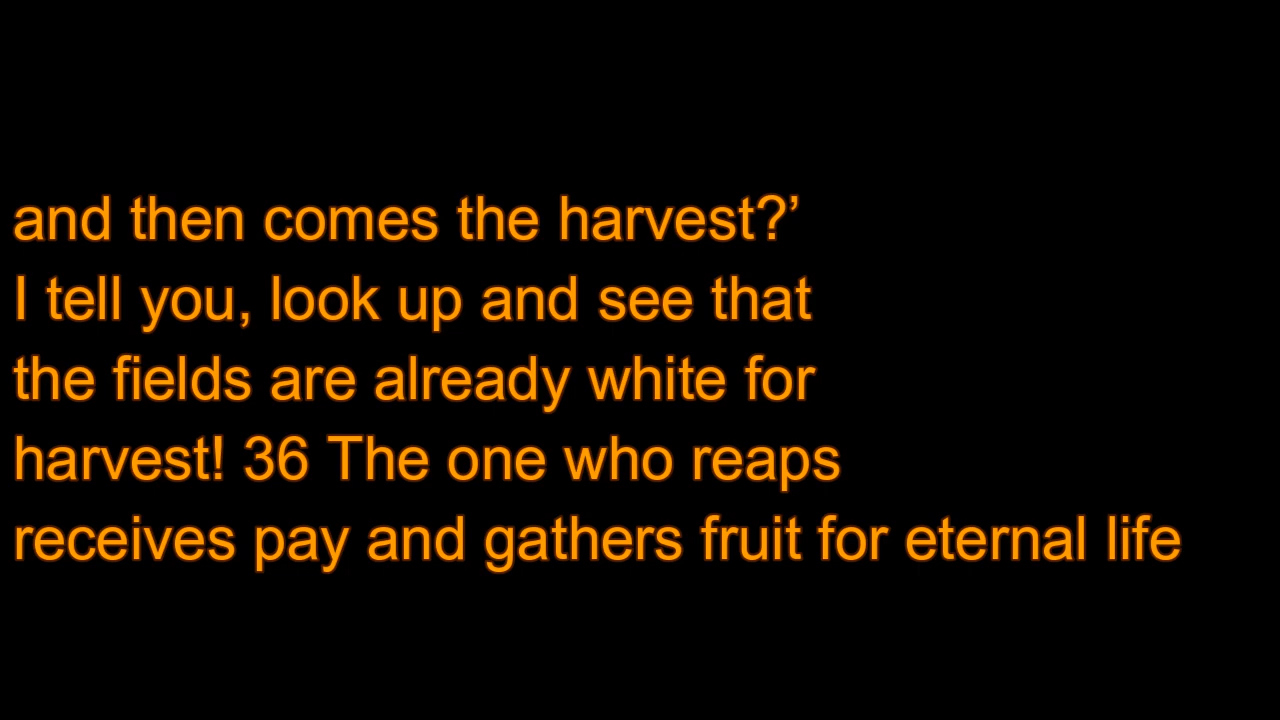 and then comes the harvest?’
I tell you, look up and see that
the fields are already white for
harvest! 36 The one who reaps
receives pay and gathers fruit for eternal life